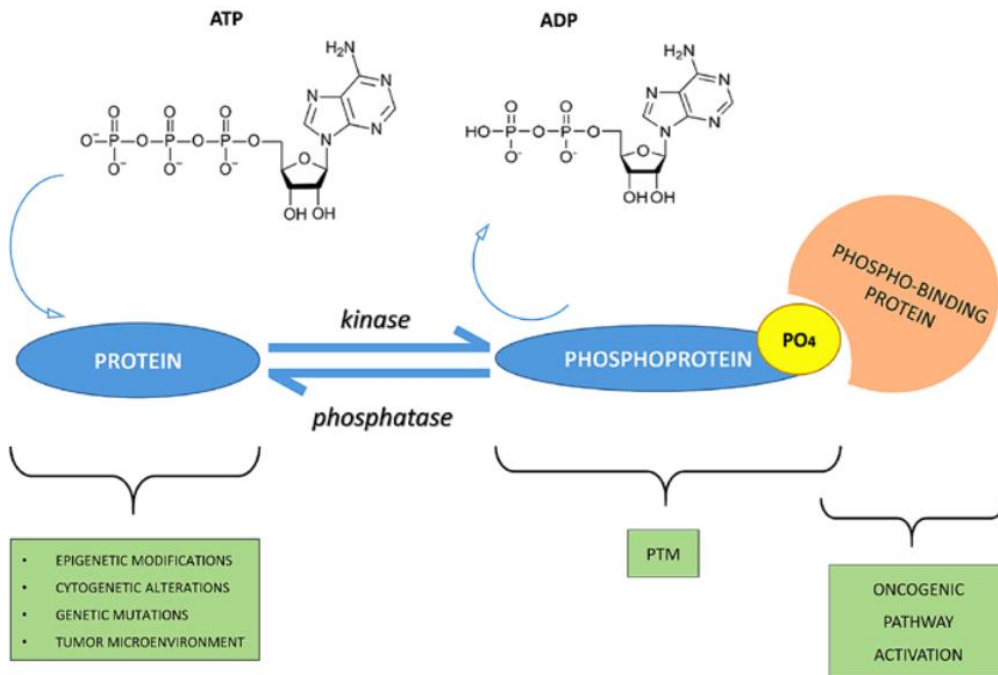 ATP
ADP
NH₂
N
N
N
N
O
O
O
O⁻
P
O
P
O
P
O
O⁻
O⁻
O⁻
O
OH OH
NH₂
N
N
N
N
O
O
HO
P
O
P
O
O⁻
O⁻
O
OH OH
PHOSPHO-BINDING
PROTEIN
kinase
PROTEIN
PHOSPHOPROTEIN
PO₄
phosphatase
• EPIGENETIC MODIFICATIONS
• CYTOGENETIC ALTERATIONS
• GENETIC MUTATIONS
• TUMOR MICROENVIRONMENT
PTM
ONCOGENIC
PATHWAY
ACTIVATION